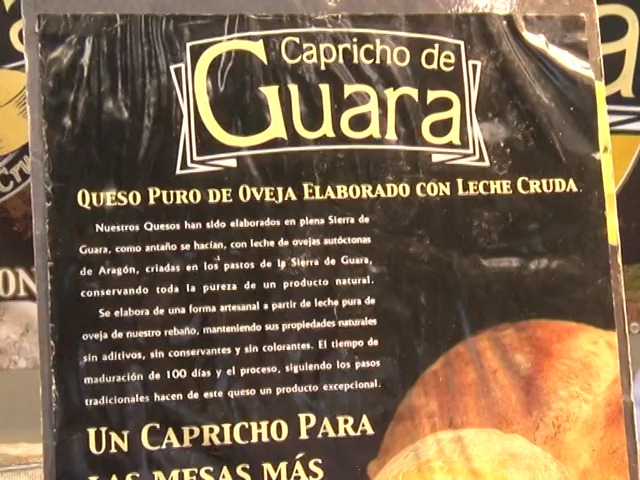 Capricho de
Guara
QUESO PURO DE OVEJA ELABORADO CON LECHE CRUDA.
Nuestros Quesos han sido elaborados en plena Sierra de
Guara, como antaño se hacían, con leche de ovejas autóctonas
de Aragón, criadas en los pastos de la Sierra de Guara,
conservando toda la pureza de un producto natural.
Se elabora de una forma artesanal a partir de leche pura de
oveja de nuestro rebaño, manteniendo sus propiedades naturales
sin aditivos, sin conservantes y sin colorantes. El tiempo de
maduración de 100 días y el proceso, siguiendo los pasos
tradicionales hacen de este queso un producto excepcional.
UN CAPRICHO PARA
LAS MESAS MÁS